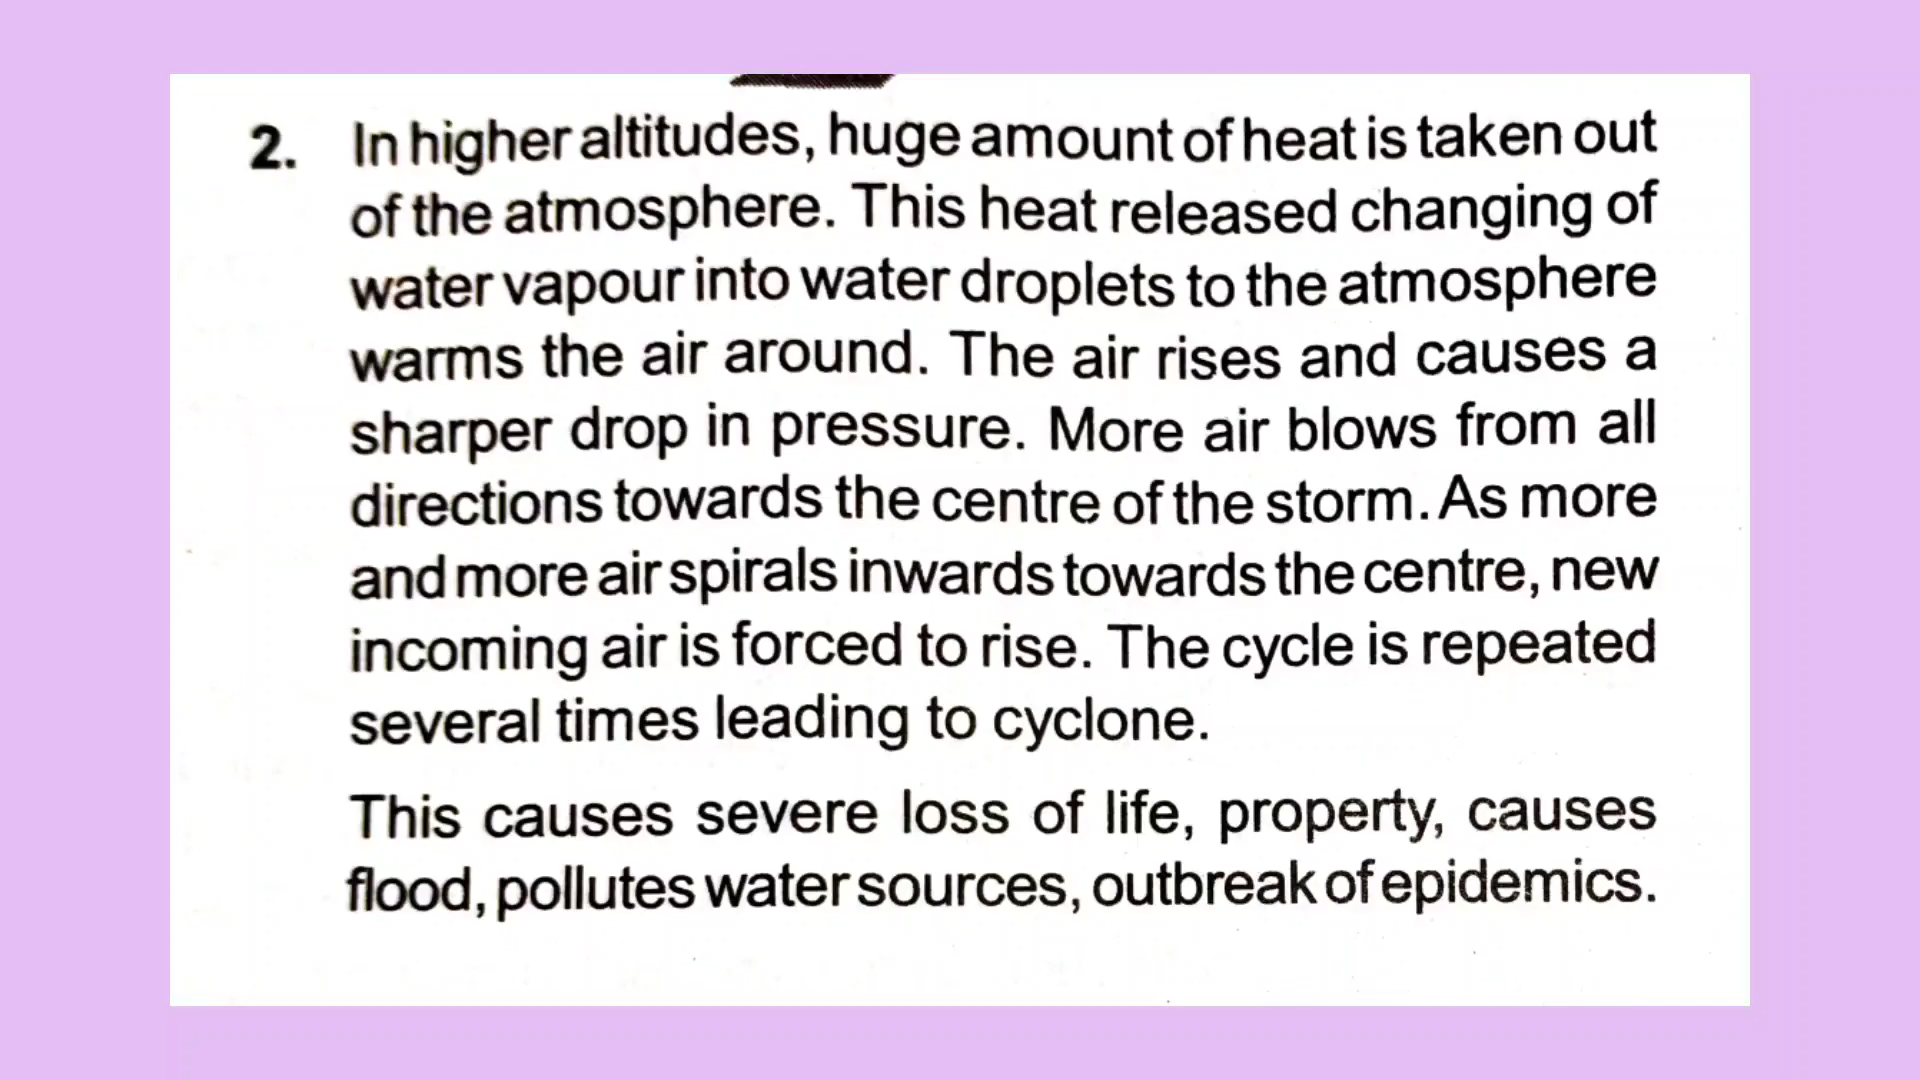 2. In higher altitudes, huge amount of heat is taken out
of the atmosphere. This heat released changing of
water vapour into water droplets to the atmosphere
warms the air around. The air rises and causes a
sharper drop in pressure. More air blows from all
directions towards the centre of the storm. As more
and more air spirals inwards towards the centre, new
incoming air is forced to rise. The cycle is repeated
several times leading to cyclone.
This causes severe loss of life, property, causes
flood, pollutes water sources, outbreak of epidemics.